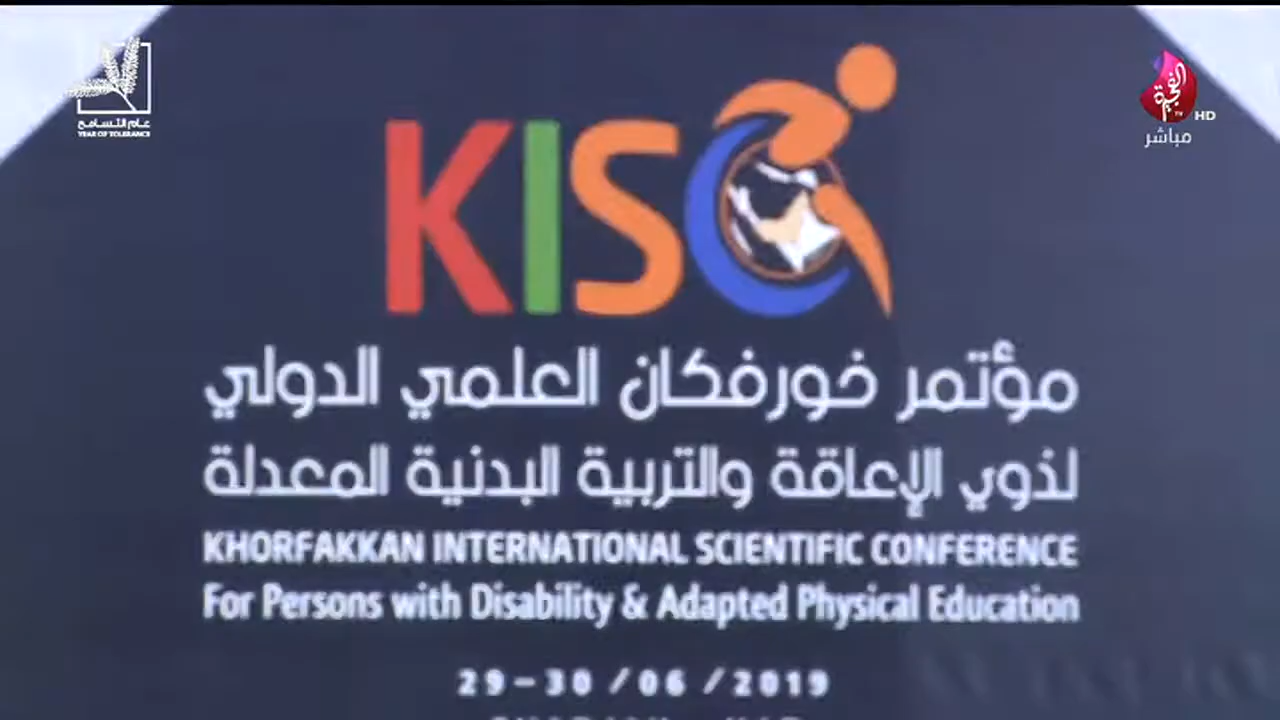 عام التسامح
YEAR OF TOLERANCE
الفجيرة
TV
HD
مباشر
KISC
مؤتمر خورفكان العلمي الدولي
لذوي الإعاقة والتربية البدنية المعدلة
KHORFAKKAN INTERNATIONAL SCIENTIFIC CONFERENCE
For Persons with Disability & Adapted Physical Education
29-30 /06 /2019